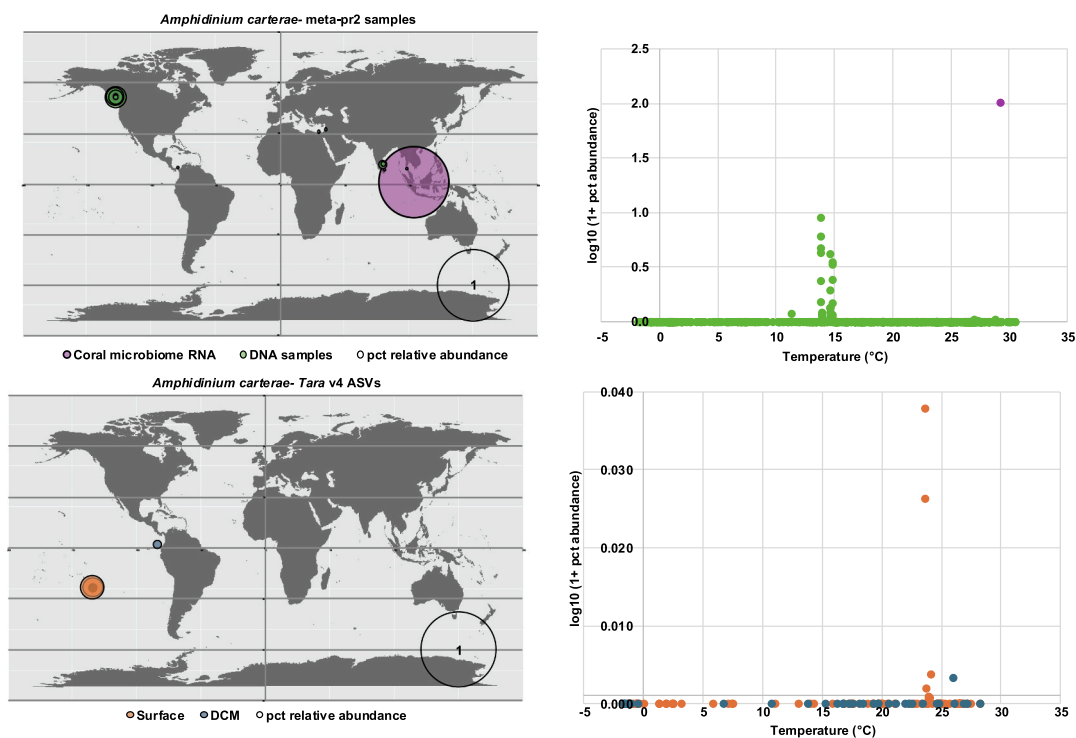 Amphidinium carterae- meta-pr2 samples
1
Coral microbiome RNA DNA samples pct relative abundance
log10 (1+ pct abundance)
2.5
2.0
1.5
1.0
0.5
0.0
-5 0 5 10 15 20 25 30 35
Temperature (°C)
Amphidinium carterae- Tara v4 ASVs
1
Surface DCM pct relative abundance
log10 (1+ pct abundance)
0.040
0.030
0.020
0.010
0.000
-5 0 5 10 15 20 25 30 35
Temperature (°C)